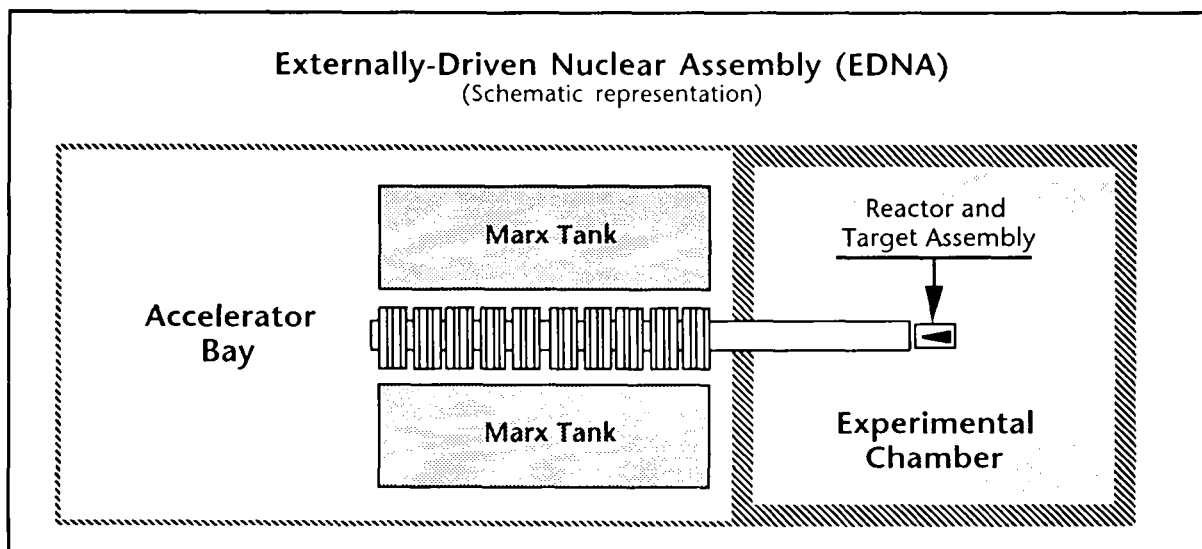 Externally-Driven Nuclear Assembly (EDNA)
(Schematic representation)
Marx Tank
Reactor and
Target Assembly
Accelerator
Bay
Marx Tank
Experimental
Chamber